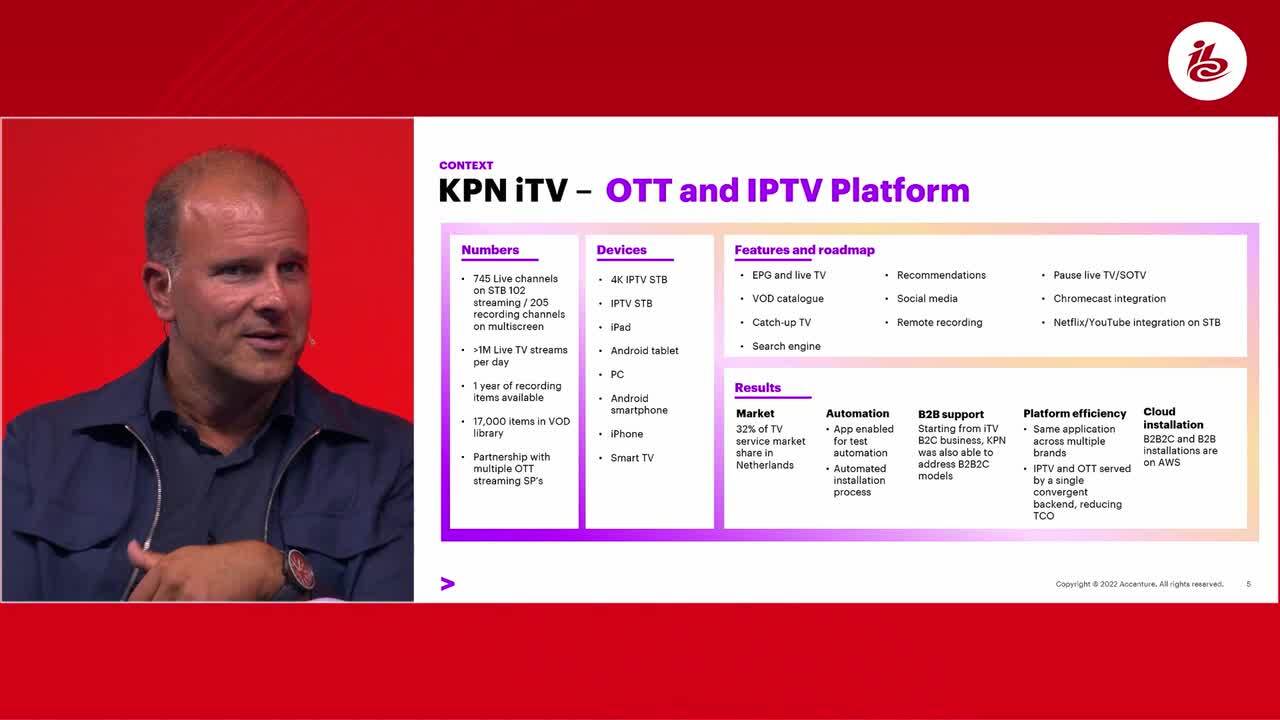 CONTEXT
KPN iTV – OTT and IPTV Platform
Numbers
• 745 Live channels
on STB 102
streaming / 205
recording channels
on multiscreen
• >1M Live TV streams
per day
• 1 year of recording
items available
• 17,000 items in VOD
library
• Partnership with
multiple OTT
streaming SP's
Devices
• 4K IPTV STB
• IPTV STB
• iPad
• Android tablet
• PC
• Android
smartphone
• iPhone
• Smart TV
Features and roadmap
• EPG and live TV
• VOD catalogue
• Catch-up TV
• Search engine
• Recommendations
• Social media
• Remote recording
• Pause live TV/SOTV
• Chromecast integration
• Netflix/YouTube integration on STB
Results
Market
32% of TV
service market
share in
Netherlands
Automation
• App enabled
for test
automation
• Automated
installation
process
B2B support
Starting from iTV
B2C business, KPN
was also able to
address B2B2C
models
Platform efficiency
• Same application
across multiple
brands
• IPTV and OTT served
by a single
convergent
backend, reducing
TCO
Cloud
installation
B2B2C and B2B
installations are
on AWS
>
Copyright © 2022 Accenture. All rights reserved.
5
ibc